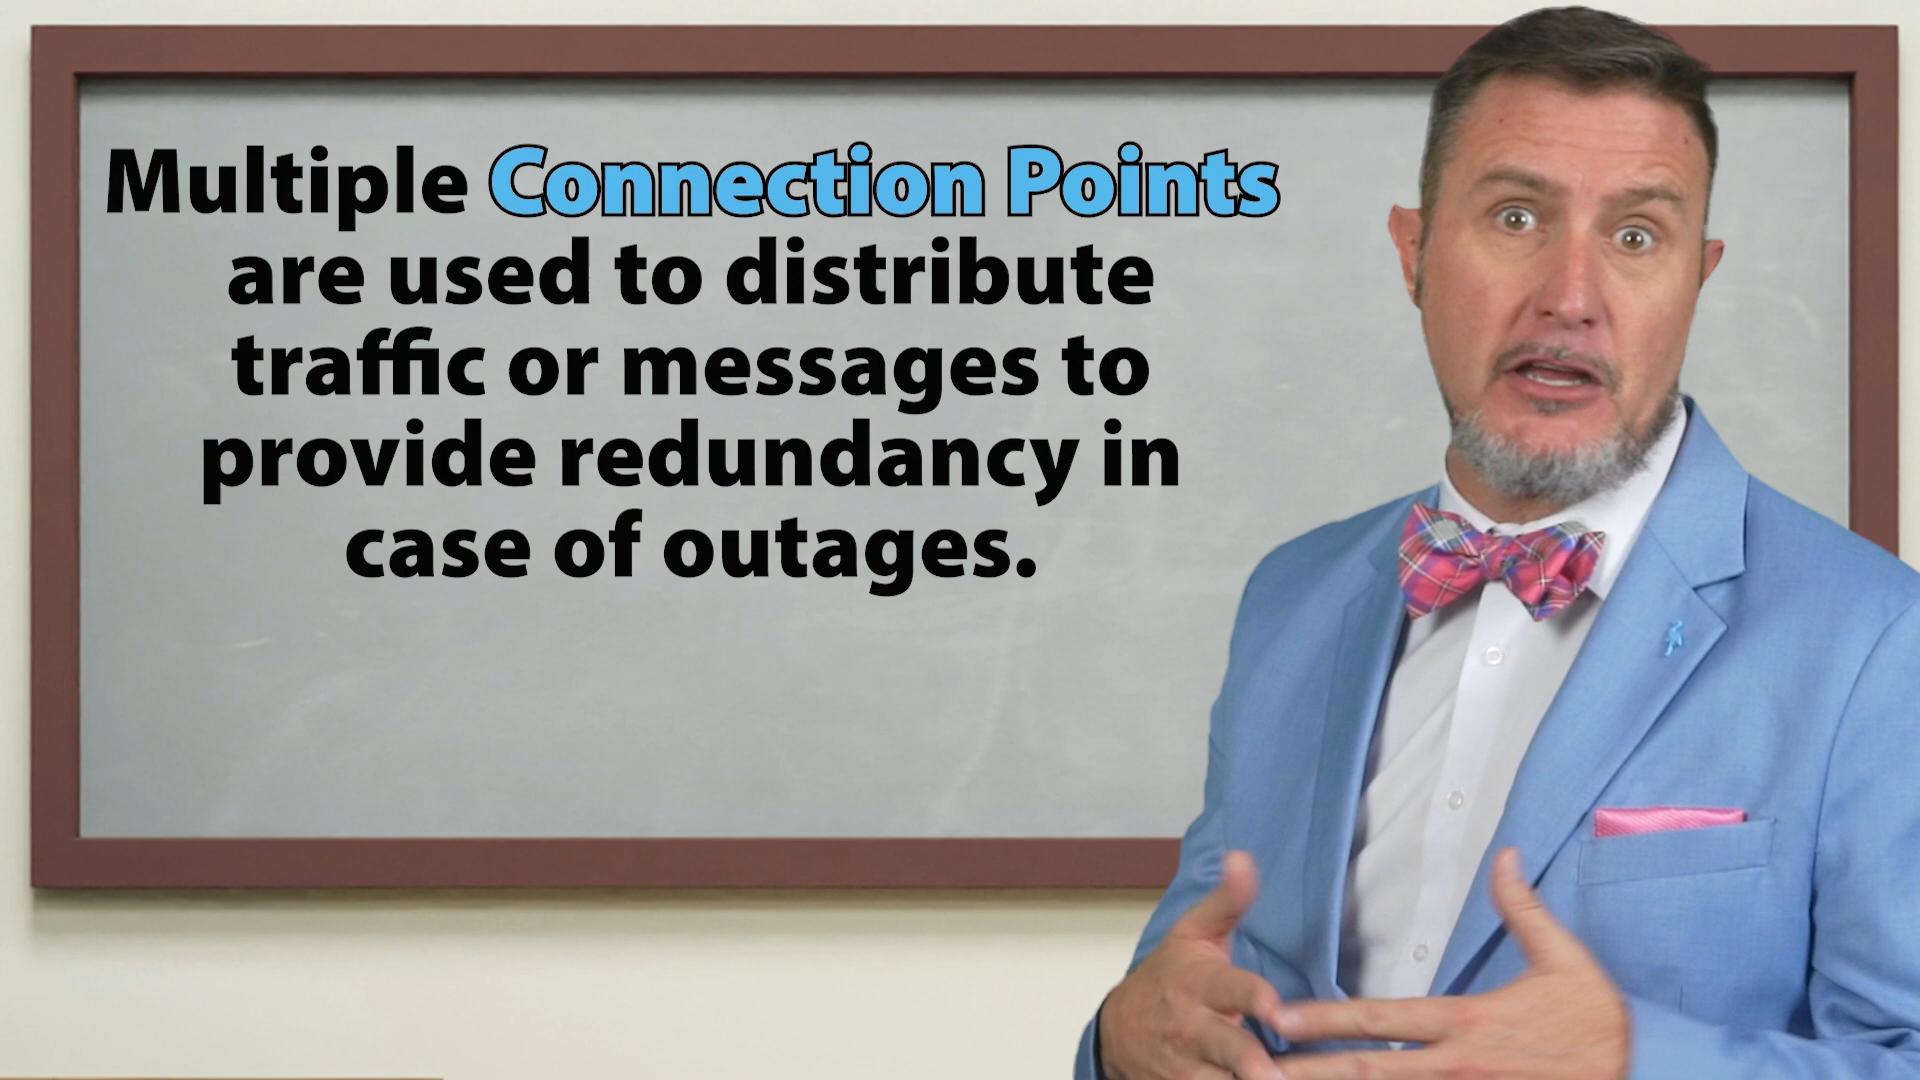 Multiple Connection Points
are used to distribute
traffic or messages to
provide redundancy in
case of outages.